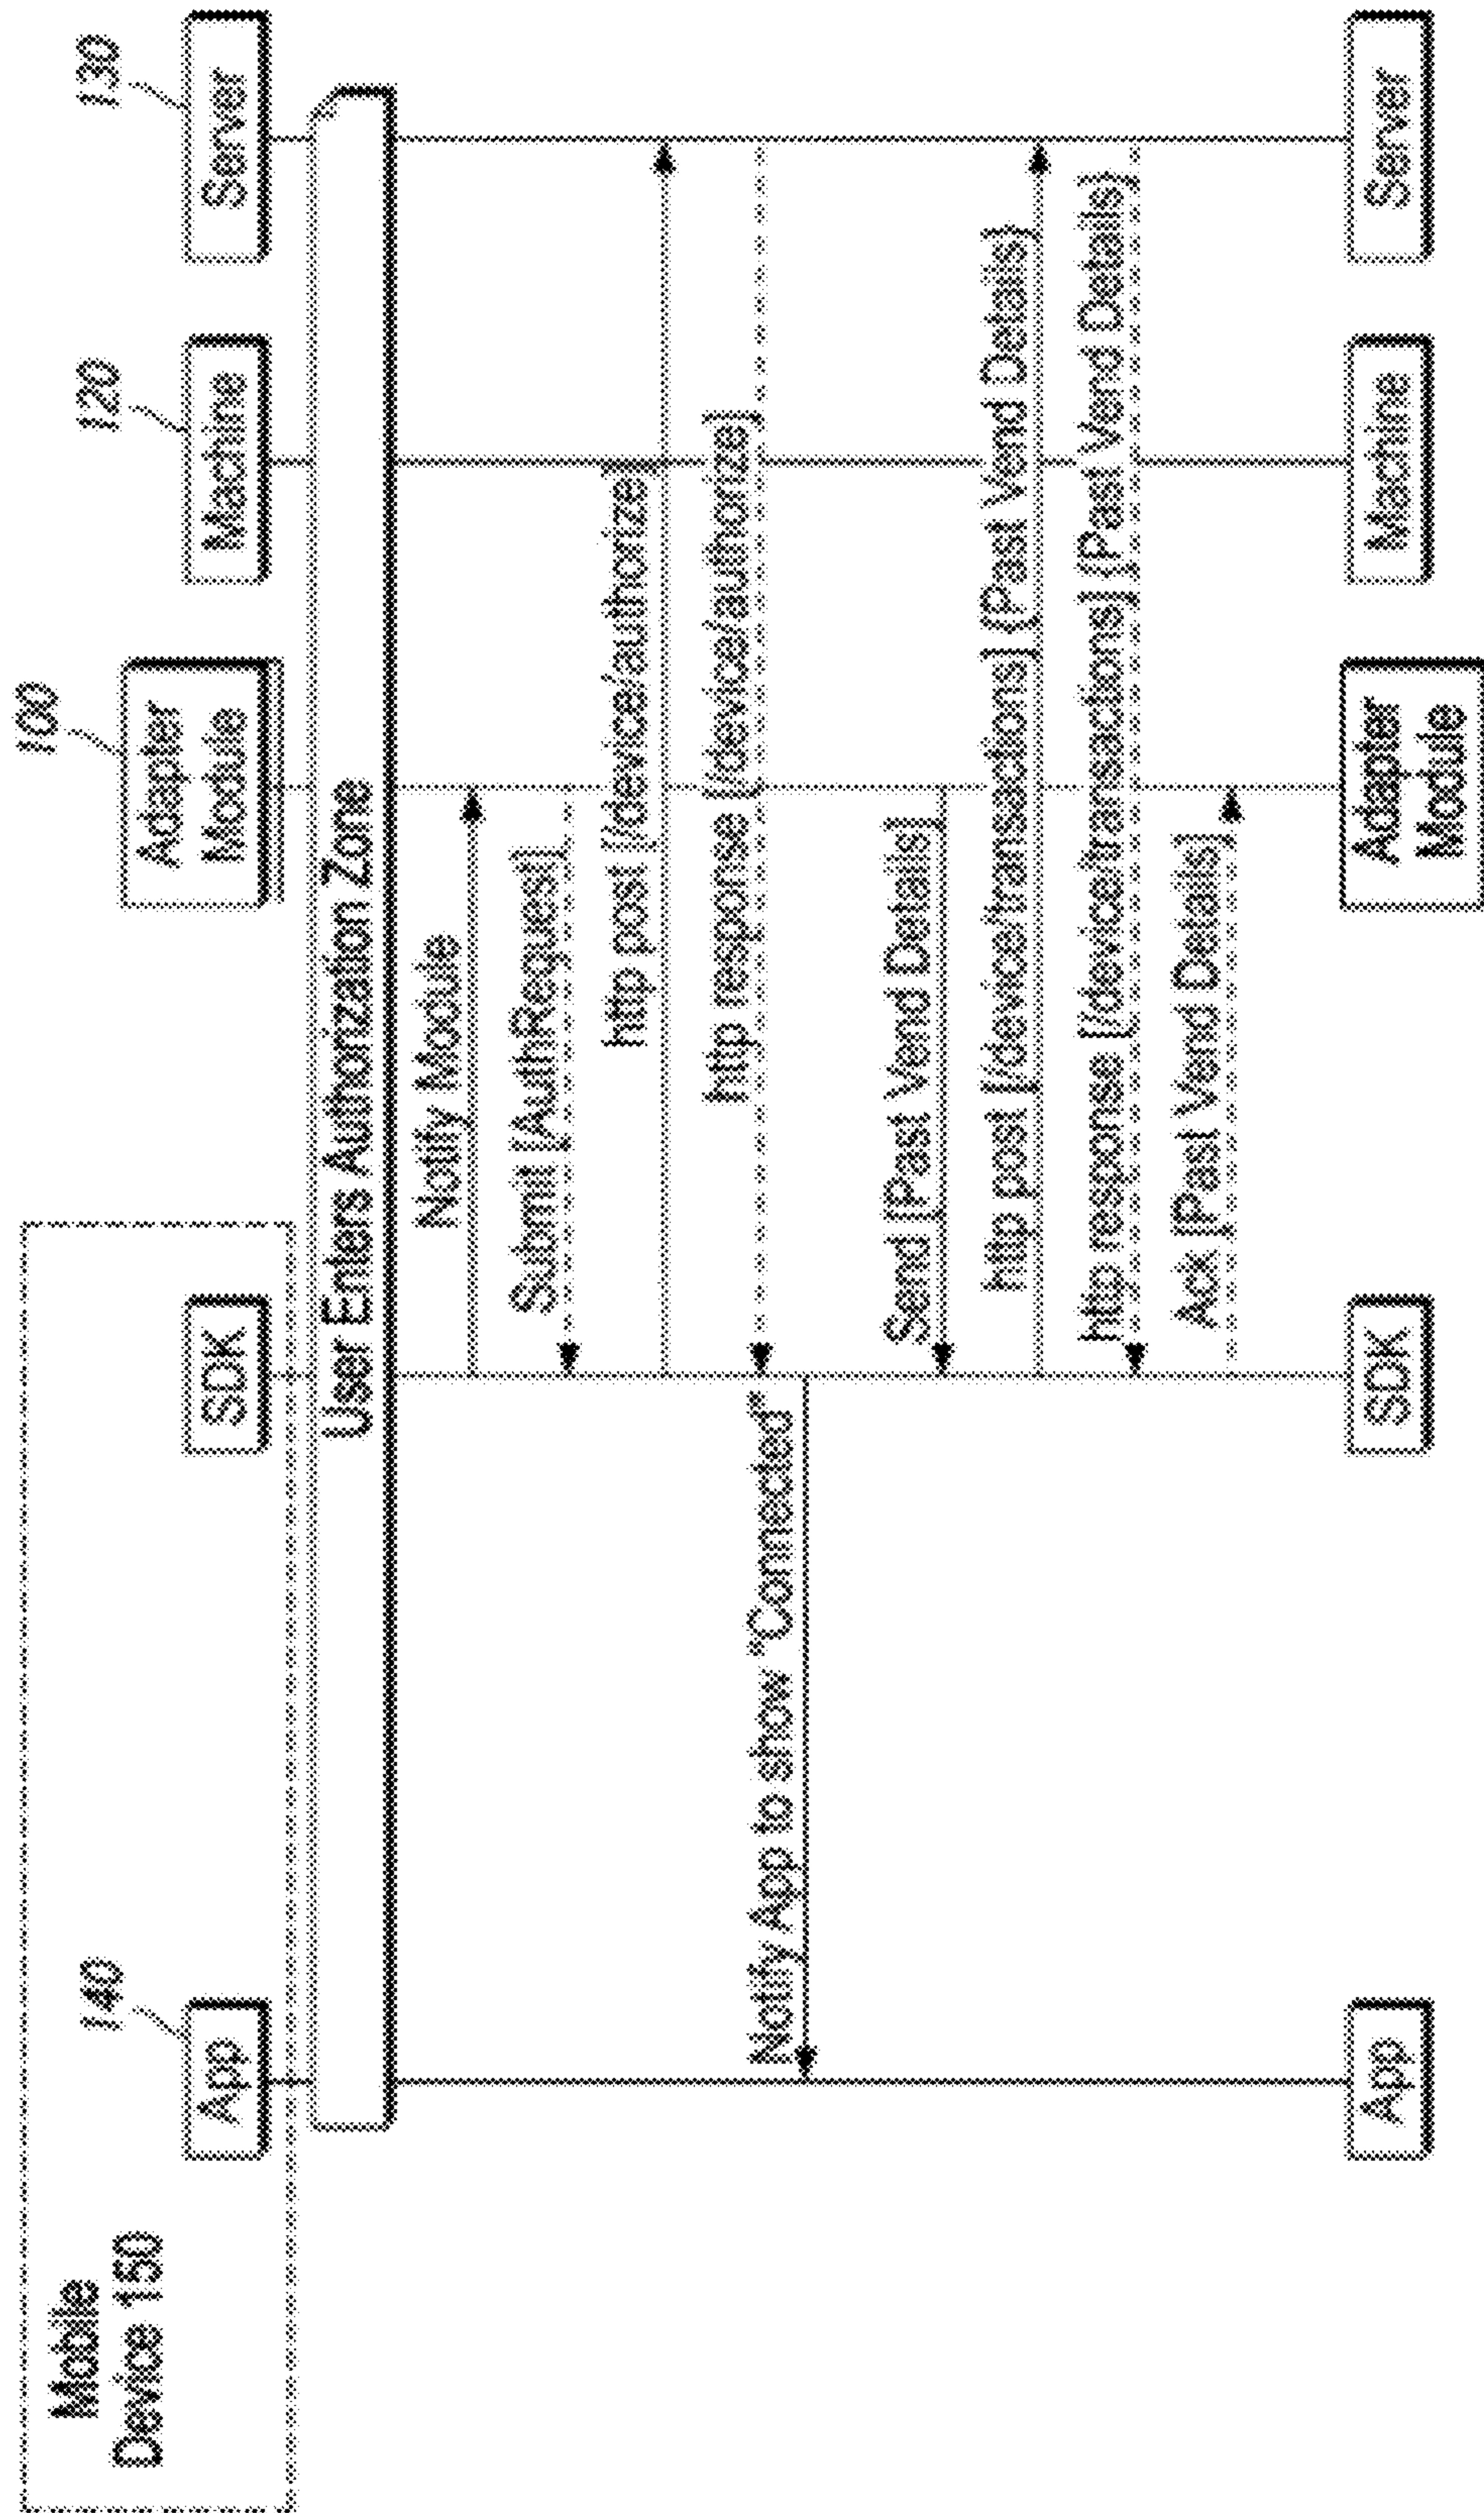 Mobile
Device 150
140
App
SDK
100
Adapter
Module
120
Machine
130
Server
User Enters Authorization Zone
Notify Module
Submit [AuthRequest]
http post [/device/authorize]
http response [/device/authorize]
Notify App to show "Connected"
Send [Past Vend Details]
http post [/device/transactions] (Past Vend Details)
http response [/device/transactions] [Past Vend Details]
Ack [Past Vend Details]
App
SDK
Adapter
Module
Machine
Server